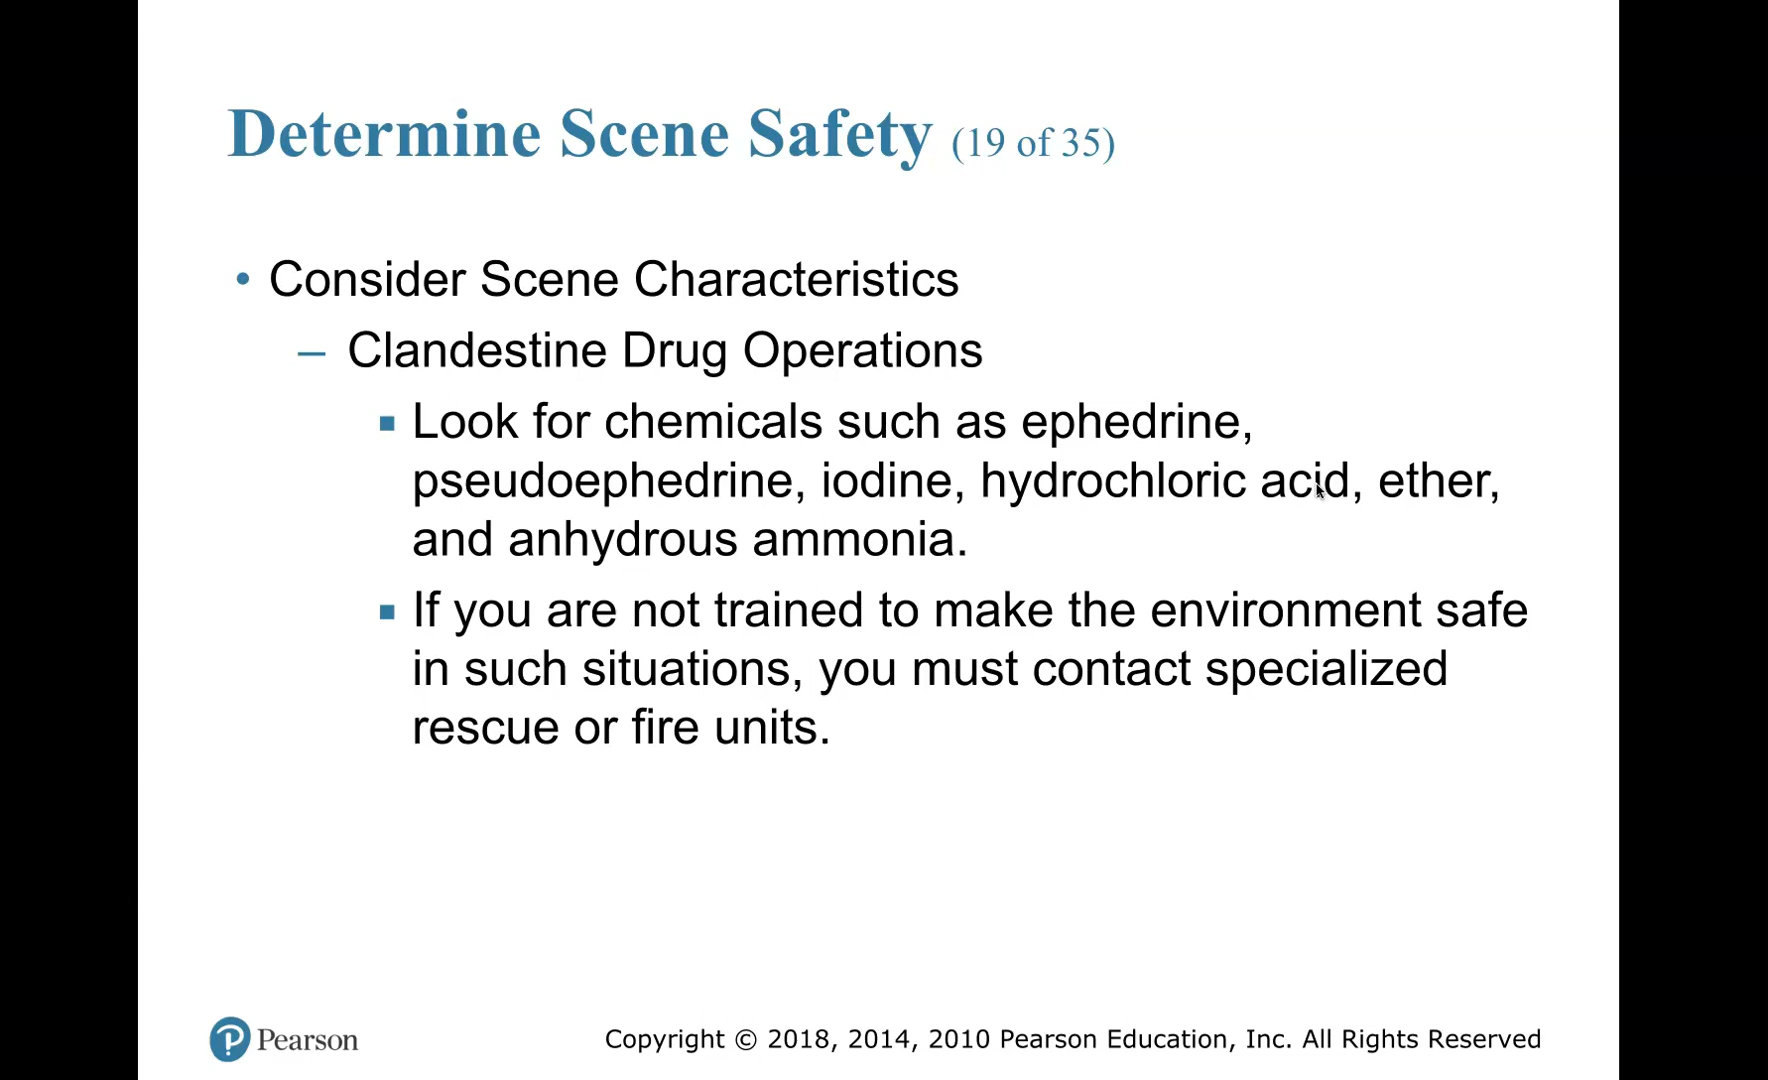 Determine Scene Safety (19 of 35)
• Consider Scene Characteristics
– Clandestine Drug Operations
▪ Look for chemicals such as ephedrine,
pseudoephedrine, iodine, hydrochloric acid, ether,
and anhydrous ammonia.
▪ If you are not trained to make the environment safe
in such situations, you must contact specialized
rescue or fire units.
P Pearson
Copyright © 2018, 2014, 2010 Pearson Education, Inc. All Rights Reserved